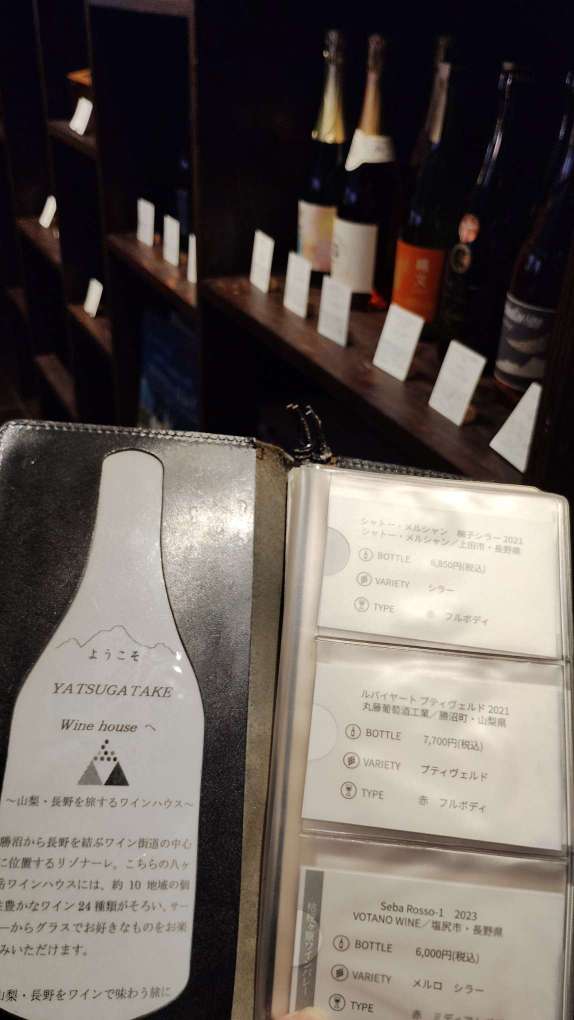 ようこそ
YATSUGATAKE
Wine house へ
～山梨・長野を旅するワインハウス～
勝沼から長野を結ぶワイン街道の中心
に位置するリゾナーレ。こちらの八ヶ
岳ワインハウスには、約 10 地域の個
性豊かなワイン 24 種類がそろい、サー
ーからグラスでお好きなものをお楽
みいただけます。
山梨・長野をワインで味わう旅に
シャトー・メルシャン 椀子シラー 2021
シャトー・メルシャン／上田市・長野県
BOTTLE 6,850円(税込)
VARIETY シラー
TYPE 赤 フルボディ
ルバイヤート プティヴェルド 2021
丸藤葡萄酒工業／勝沼町・山梨県
BOTTLE 7,700円(税込)
VARIETY プティヴェルド
TYPE 赤 フルボディ
Seba Rosso-1 2023
VOTANO WINE／塩尻市・長野県
BOTTLE 6,000円(税込)
VARIETY メルロ シラー
TYPE 赤 ミディアム